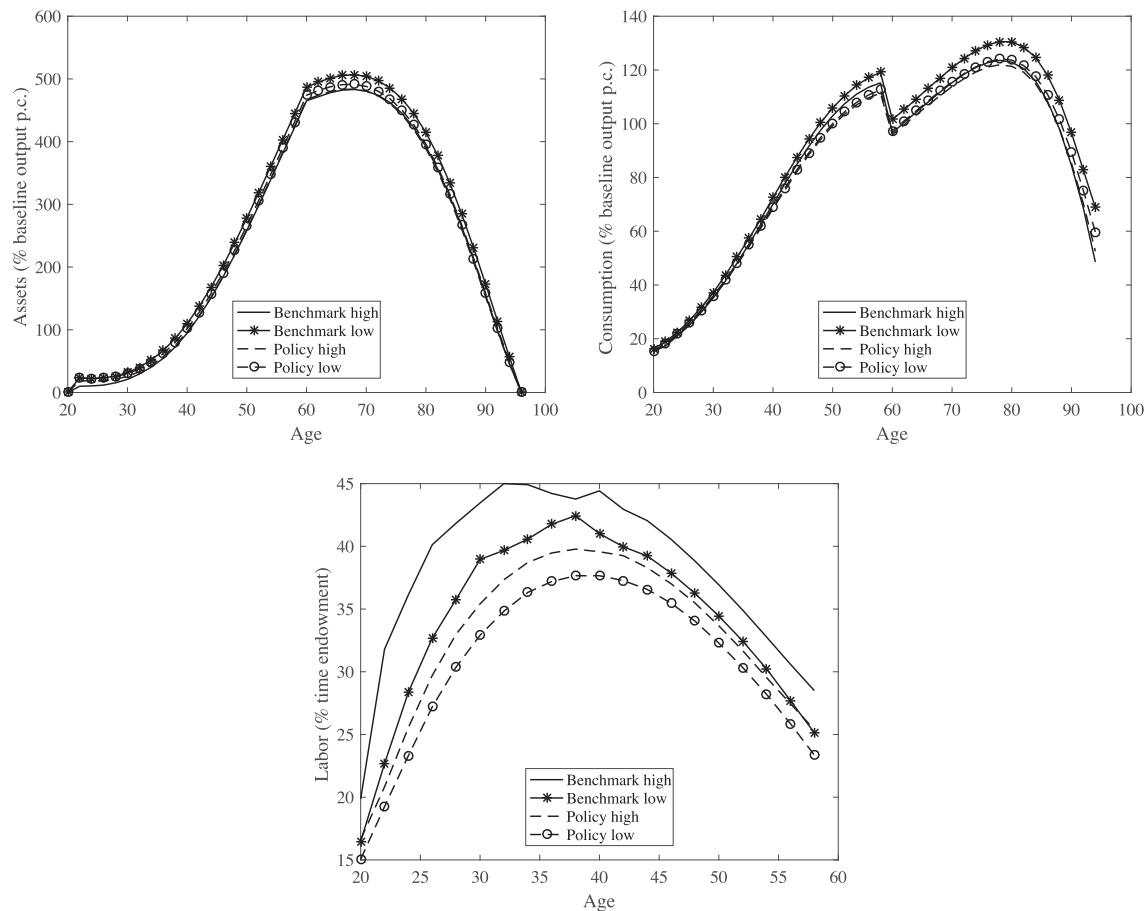 Assets (% baseline output p.c.)
600
500
400
300
200
100
0
20 30 40 50 60 70 80 90 100
Age
Benchmark high
Benchmark low
Policy high
Policy low
Consumption (% baseline output p.c.)
140
120
100
80
60
40
20
0
20 30 40 50 60 70 80 90 100
Age
Benchmark high
Benchmark low
Policy high
Policy low
Labor (% time endowment)
45
40
35
30
25
20
15
20 25 30 35 40 45 50 55 60
Age
Benchmark high
Benchmark low
Policy high
Policy low